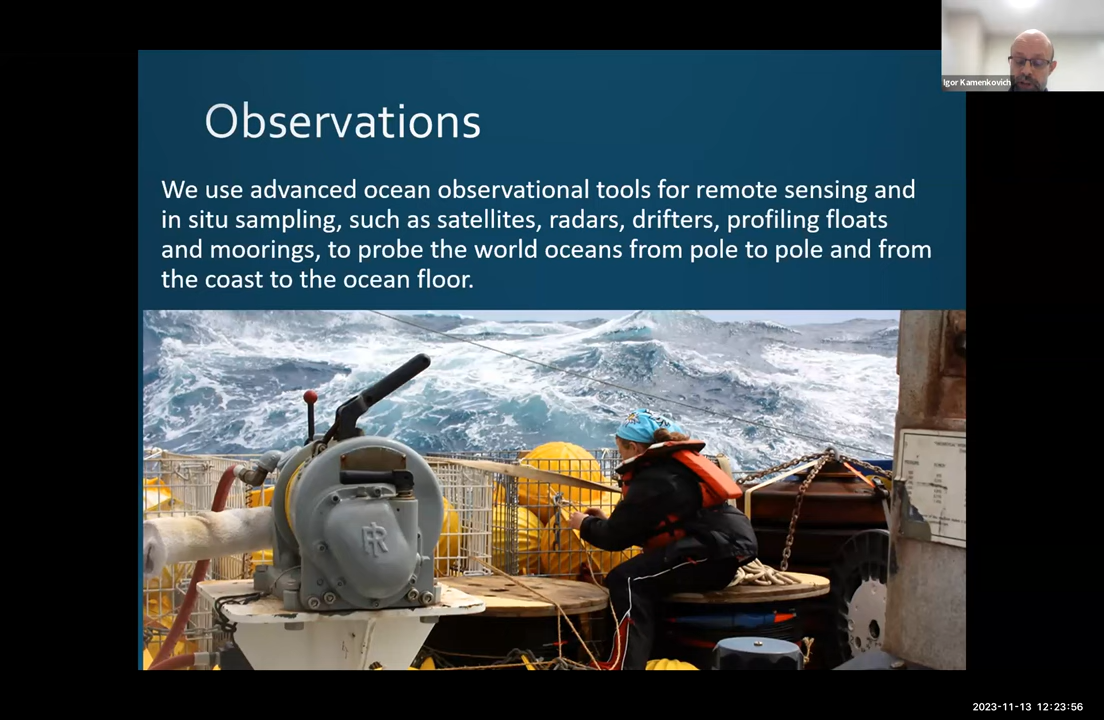 Igor Kamenkovich
Observations
We use advanced ocean observational tools for remote sensing and
in situ sampling, such as satellites, radars, drifters, profiling floats
and moorings, to probe the world oceans from pole to pole and from
the coast to the ocean floor.
IR
2023-11-13 12:23:56